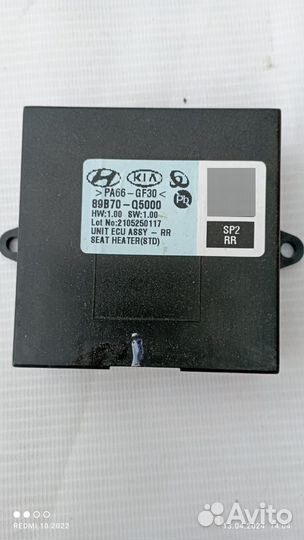 HYUNDAI KIA
>PA66-GF30< Pb
89B70-Q5000
HW:1.00 SW:1.00
Lot No:2105250117
UNIT ECU ASSY - RR
SEAT HEATER(STD)
SP2
RR
REDMI 10 2022
13.04.2024 14:04
Avito